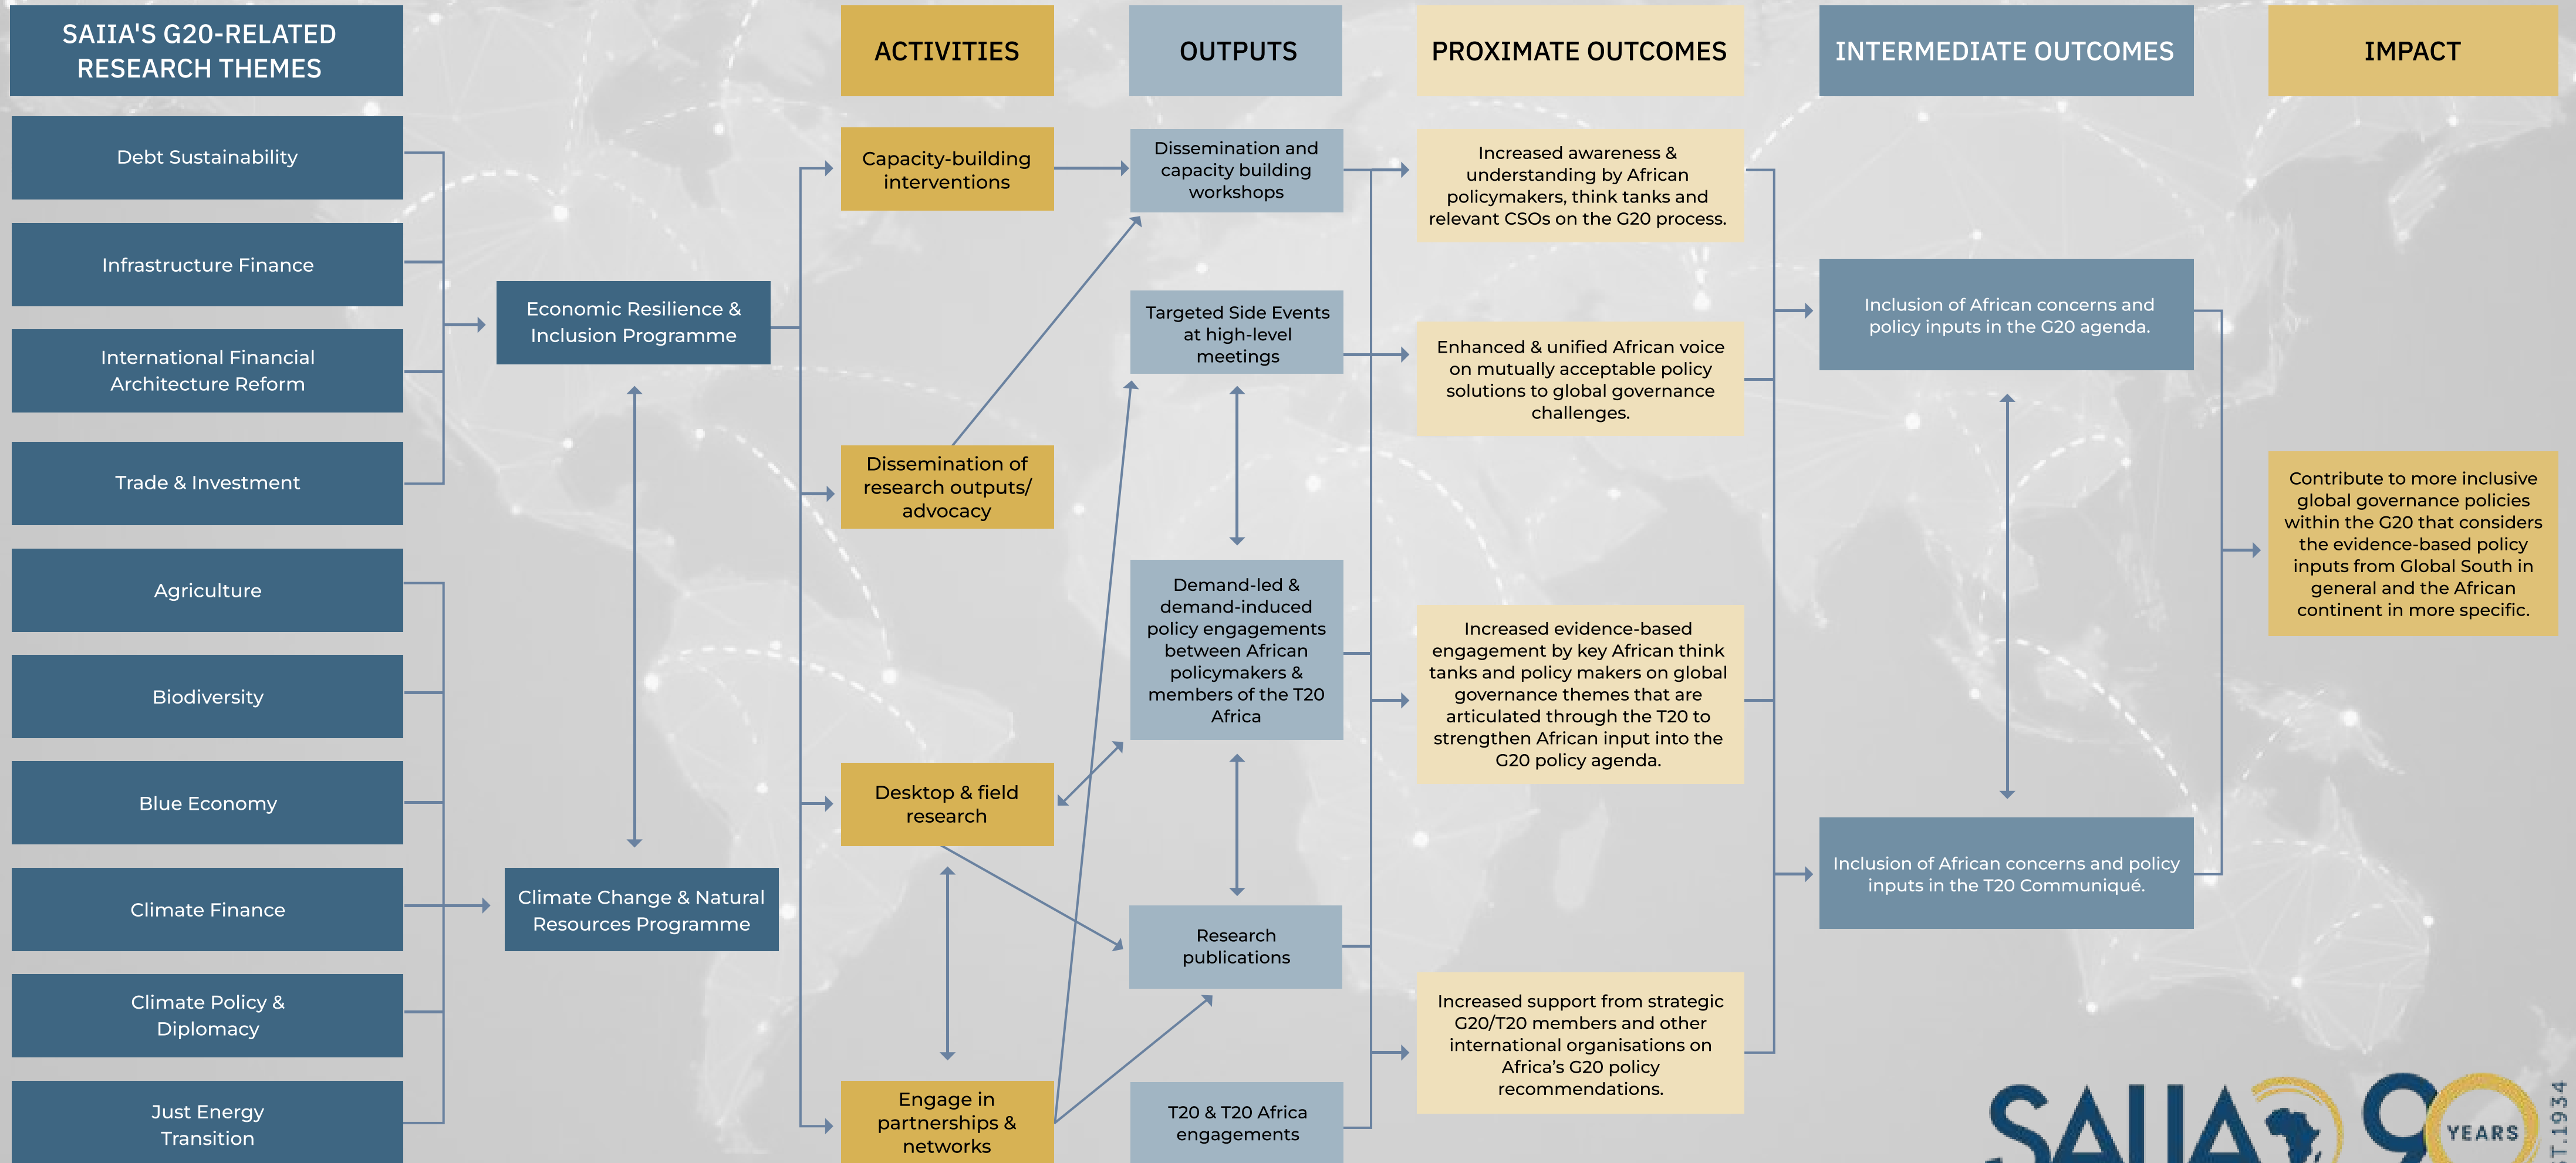 SAIIA'S G20-RELATED
RESEARCH THEMES
ACTIVITIES
OUTPUTS
PROXIMATE OUTCOMES
INTERMEDIATE OUTCOMES
IMPACT
Debt Sustainability
Infrastructure Finance
International Financial
Architecture Reform
Trade & Investment
Agriculture
Biodiversity
Blue Economy
Climate Finance
Climate Policy &
Diplomacy
Just Energy
Transition
Economic Resilience &
Inclusion Programme
Climate Change & Natural
Resources Programme
Capacity-building
interventions
Dissemination of
research outputs/
advocacy
Desktop & field
research
Engage in
partnerships &
networks
Dissemination and
capacity building
workshops
Targeted Side Events
at high-level
meetings
Demand-led &
demand-induced
policy engagements
between African
policymakers &
members of the T20
Africa
Research
publications
T20 & T20 Africa
engagements
Increased awareness &
understanding by African
policymakers, think tanks and
relevant CSOs on the G20 process.
Enhanced & unified African voice
on mutually acceptable policy
solutions to global governance
challenges.
Increased evidence-based
engagement by key African think
tanks and policy makers on global
governance themes that are
articulated through the T20 to
strengthen African input into the
G20 policy agenda.
Increased support from strategic
G20/T20 members and other
international organisations on
Africa's G20 policy
recommendations.
Inclusion of African concerns and
policy inputs in the G20 agenda.
Inclusion of African concerns and policy
inputs in the T20 Communiqué.
Contribute to more inclusive
global governance policies
within the G20 that considers
the evidence-based policy
inputs from Global South in
general and the African
continent in more specific.
SAIIA
90
YEARS
ST.1934